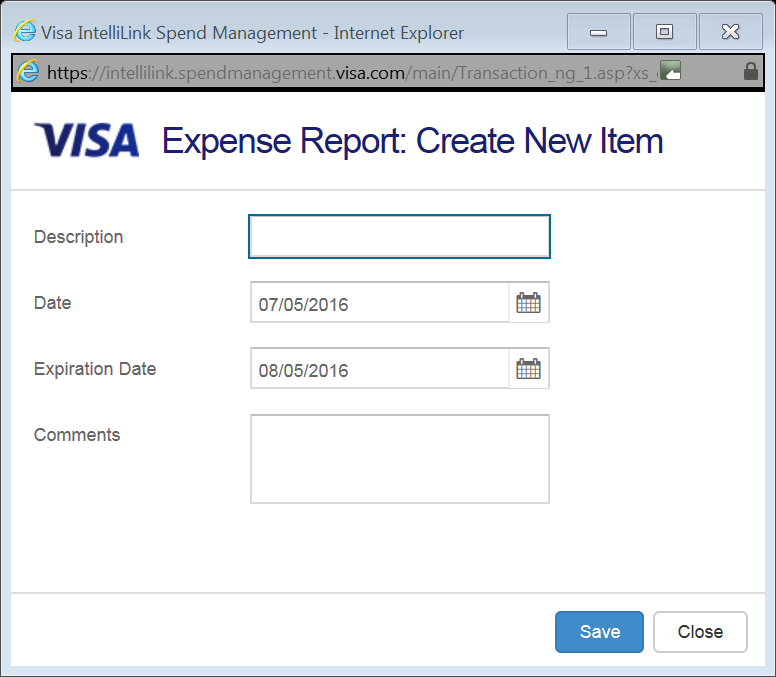 Visa IntelliLink Spend Management - Internet Explorer
https://intellilink.spendmanagement.visa.com/main/Transaction_ng_1.asp?xs_
VISA Expense Report: Create New Item
Description
Date 07/05/2016
Expiration Date 08/05/2016
Comments
Save Close